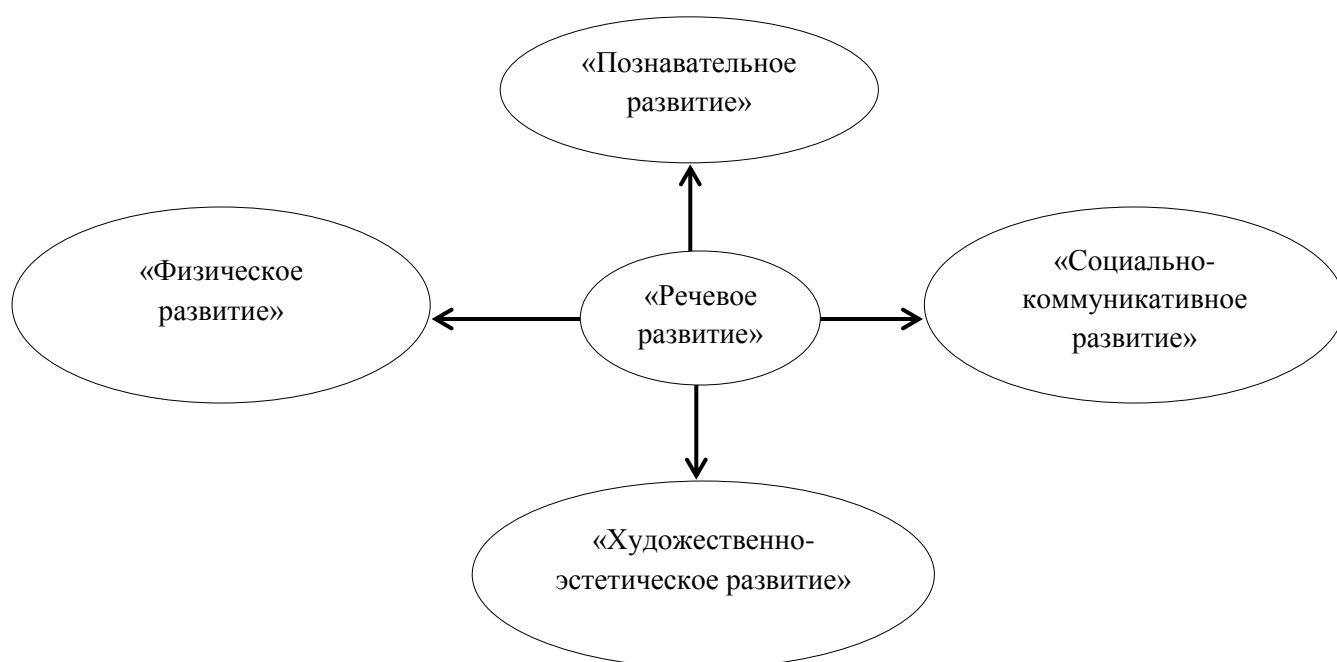 «Познавательное
развитие»
«Физическое
развитие»
«Речевое
развитие»
«Социально-
коммуникативное
развитие»
«Художественно-
эстетическое развитие»